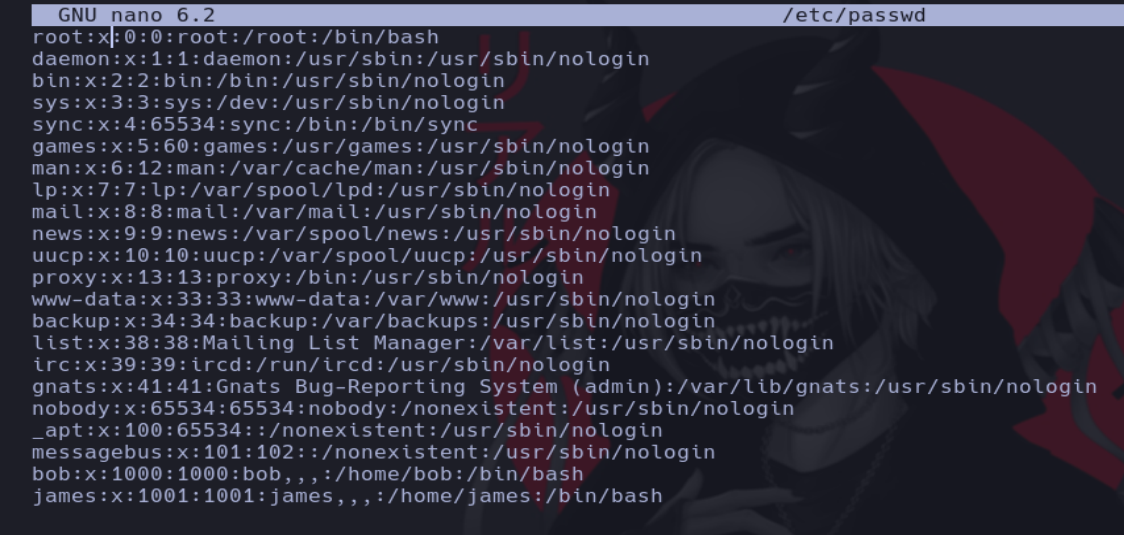 GNU nano 6.2 /etc/passwd
root:x:0:0:root:/root:/bin/bash
daemon:x:1:1:daemon:/usr/sbin:/usr/sbin/nologin
bin:x:2:2:bin:/bin:/usr/sbin/nologin
sys:x:3:3:sys:/dev:/usr/sbin/nologin
sync:x:4:65534:sync:/bin:/bin/sync
games:x:5:60:games:/usr/games:/usr/sbin/nologin
man:x:6:12:man:/var/cache/man:/usr/sbin/nologin
lp:x:7:7:lp:/var/spool/lpd:/usr/sbin/nologin
mail:x:8:8:mail:/var/mail:/usr/sbin/nologin
news:x:9:9:news:/var/spool/news:/usr/sbin/nologin
uucp:x:10:10:uucp:/var/spool/uucp:/usr/sbin/nologin
proxy:x:13:13:proxy:/bin:/usr/sbin/nologin
www-data:x:33:33:www-data:/var/www:/usr/sbin/nologin
backup:x:34:34:backup:/var/backups:/usr/sbin/nologin
list:x:38:38:Mailing List Manager:/var/list:/usr/sbin/nologin
irc:x:39:39:ircd:/run/ircd:/usr/sbin/nologin
gnats:x:41:41:Gnats Bug-Reporting System (admin):/var/lib/gnats:/usr/sbin/nologin
nobody:x:65534:65534:nobody:/nonexistent:/usr/sbin/nologin
_apt:x:100:65534::/nonexistent:/usr/sbin/nologin
messagebus:x:101:102::/nonexistent:/usr/sbin/nologin
bob:x:1000:1000:bob,,,:/home/bob:/bin/bash
james:x:1001:1001:james,,,:/home/james:/bin/bash